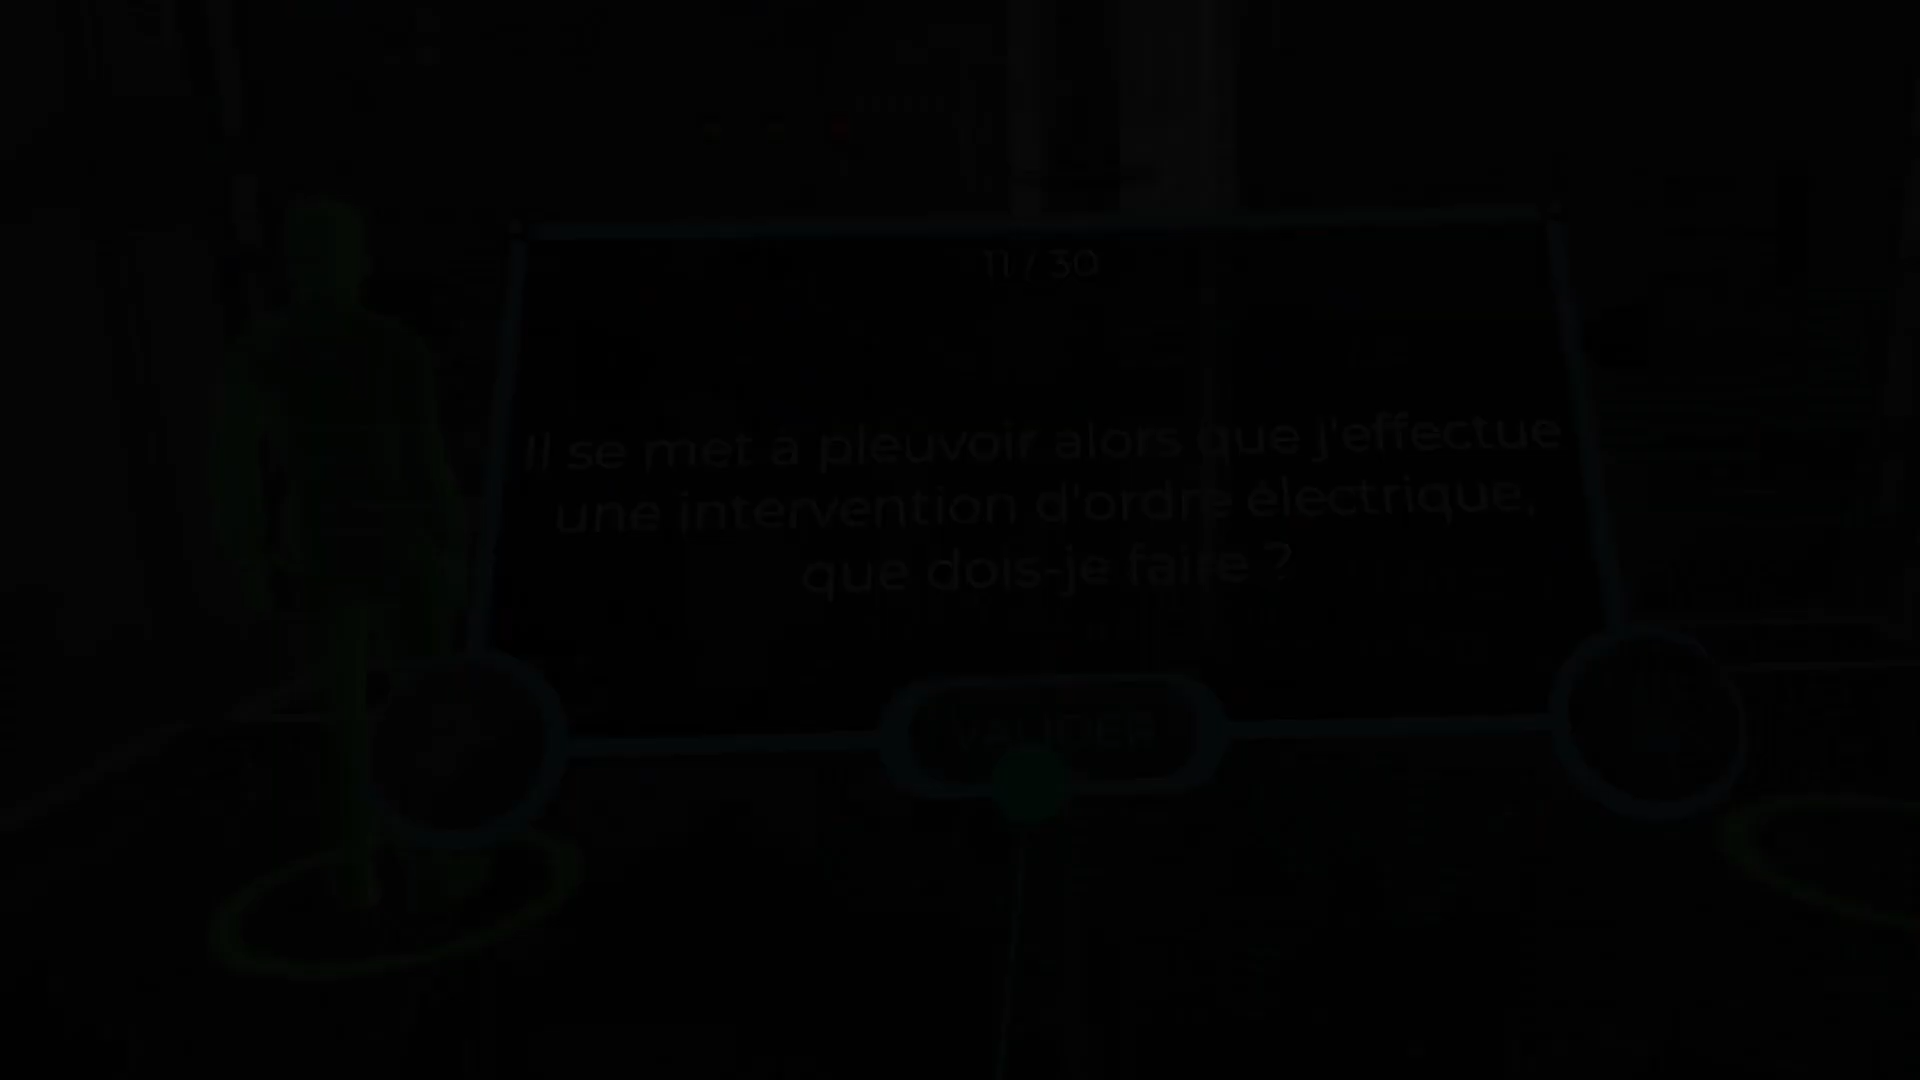 11 / 30
Il se met à pleuvoir alors que j'effectue
une intervention d'ordre électrique,
que dois-je faire ?
VALIDER